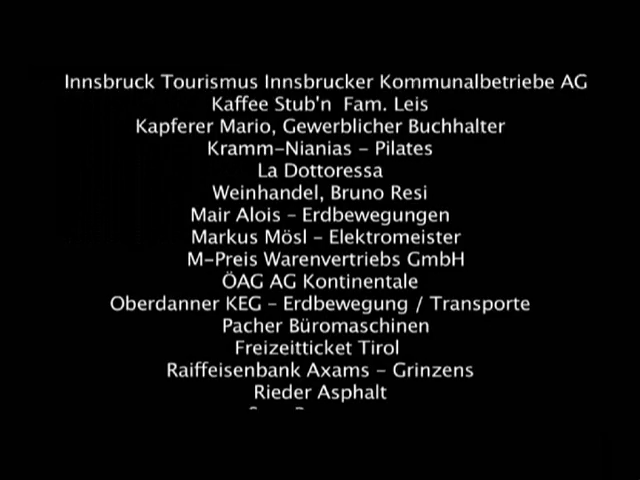 Innsbruck Tourismus Innsbrucker Kommunalbetriebe AG
Kaffee Stub'n Fam. Leis
Kapferer Mario, Gewerblicher Buchhalter
Kramm-Nianias - Pilates
La Dottoressa
Weinhandel, Bruno Resi
Mair Alois - Erdbewegungen
Markus Mösl - Elektromeister
M-Preis Warenvertriebs GmbH
ÖAG AG Kontinentale
Oberdanner KEG - Erdbewegung / Transporte
Pacher Büromaschinen
Freizeitticket Tirol
Raiffeisenbank Axams - Grinzens
Rieder Asphalt